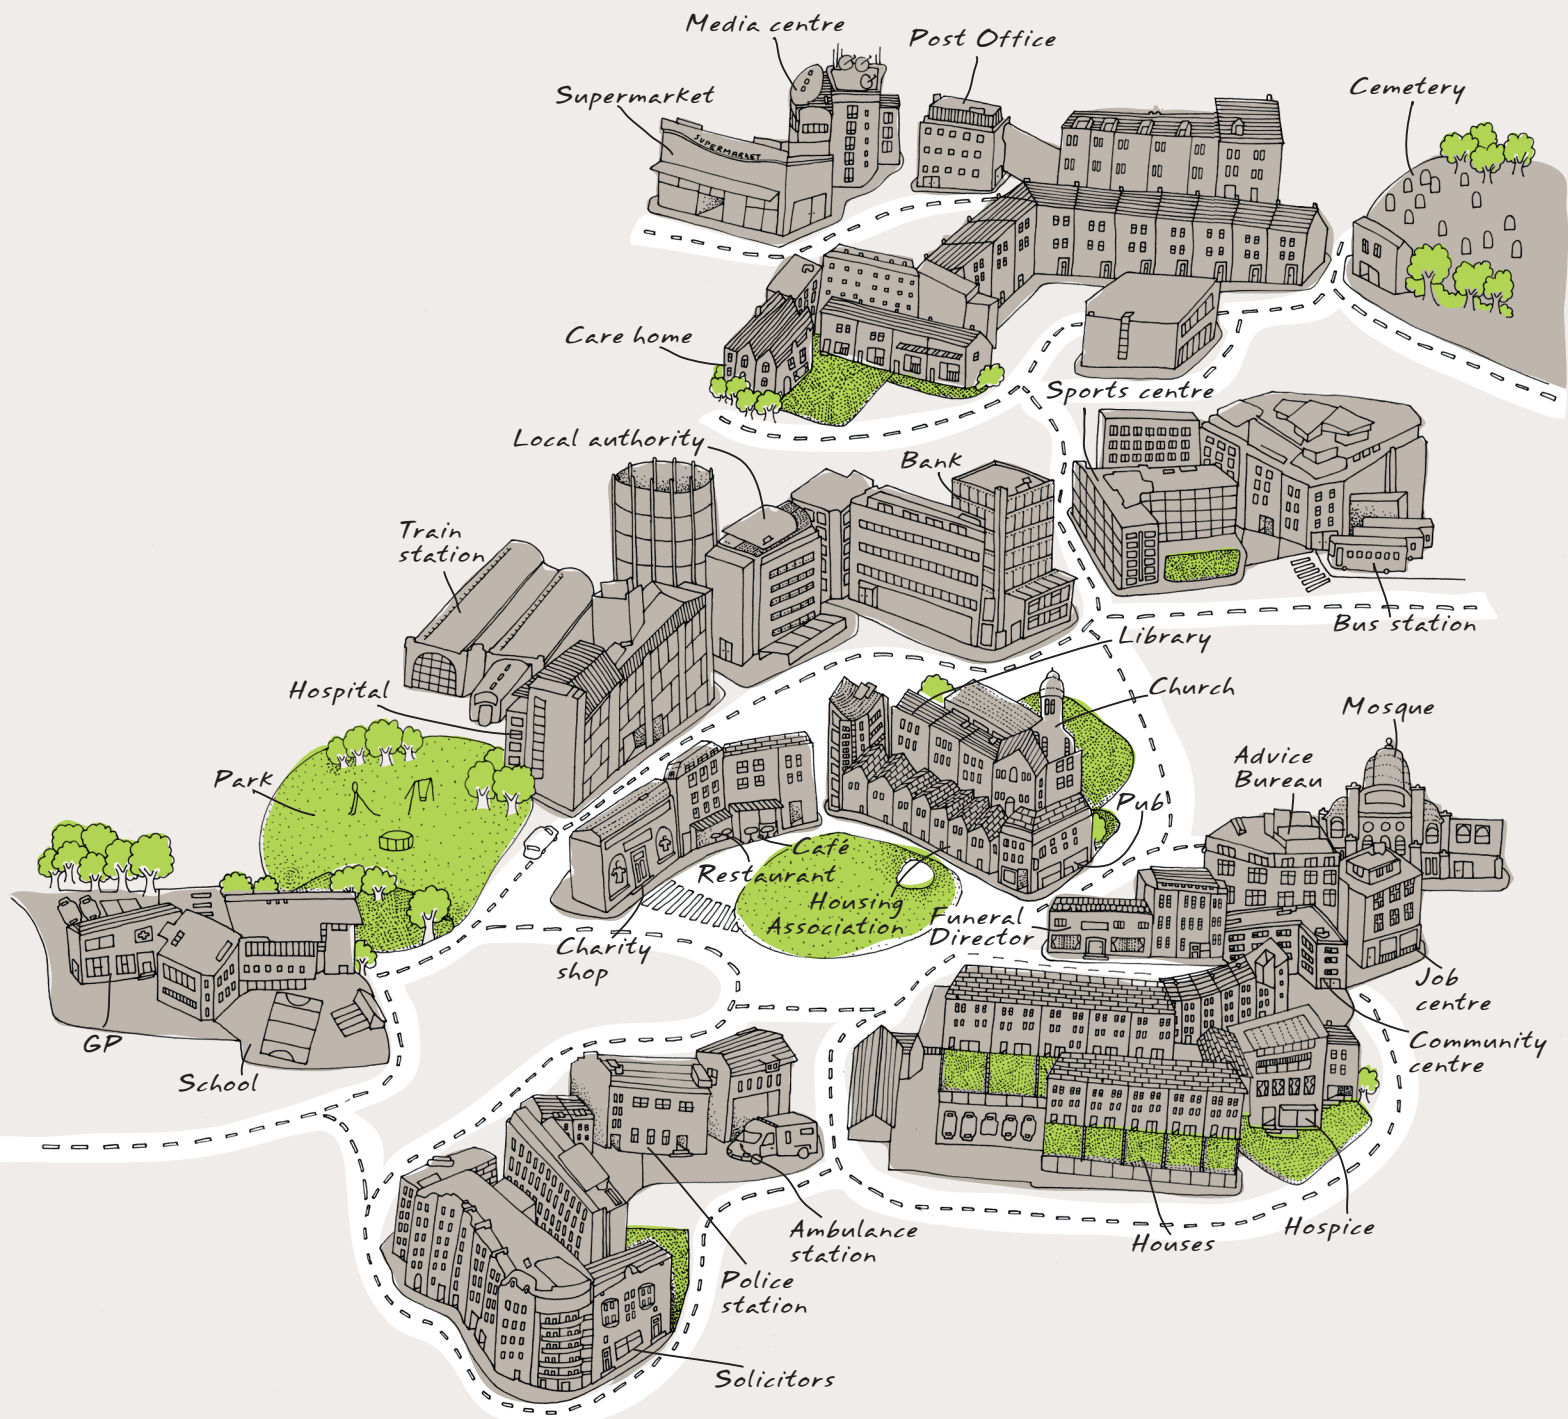 Media centre
Post Office
Supermarket
SUPERMARKET
Cemetery
Care home
Sports centre
Local authority
Bank
Train
station
Bus station
Library
Hospital
Church
Mosque
Advice
Bureau
Park
Pub
Café
Restaurant
Housing
Association
Funeral
Director
Charity
shop
Job
centre
GP
Community
centre
School
Ambulance
station
Houses
Hospice
Police
station
Solicitors